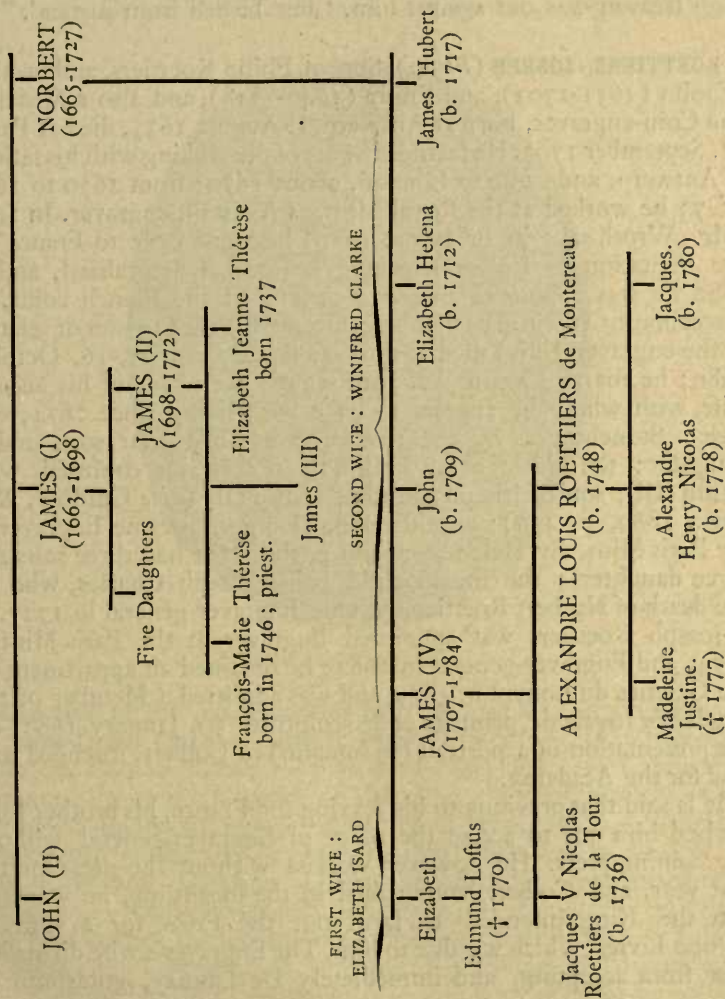 JOHN (II)
JAMES (I)
(1663-1698)
NORBERT
(1665-1727)
Five Daughters
JAMES (II)
(1698-1772)
François-Marie Thérèse
born in 1746 ; priest.
James (III)
Elizabeth Jeanne Thérèse
born 1737
FIRST WIFE :
ELIZABETH ISARD
SECOND WIFE : WINIFRED CLARKE
Elizabeth
Edmund Loftus
(† 1770)
JAMES (IV)
(1707-1784)
John
(b. 1709)
Elizabeth Helena
(b. 1712)
James Hubert
(b. 1717)
Jacques V Nicolas
Roettiers de la Tour
(b. 1736)
ALEXANDRE LOUIS ROETTIERS de Montereau
(b. 1748)
Madeleine
Justine.
(† 1777)
Alexandre
Henry Nicolas
(b. 1778)
Jacques.
(b. 1780)